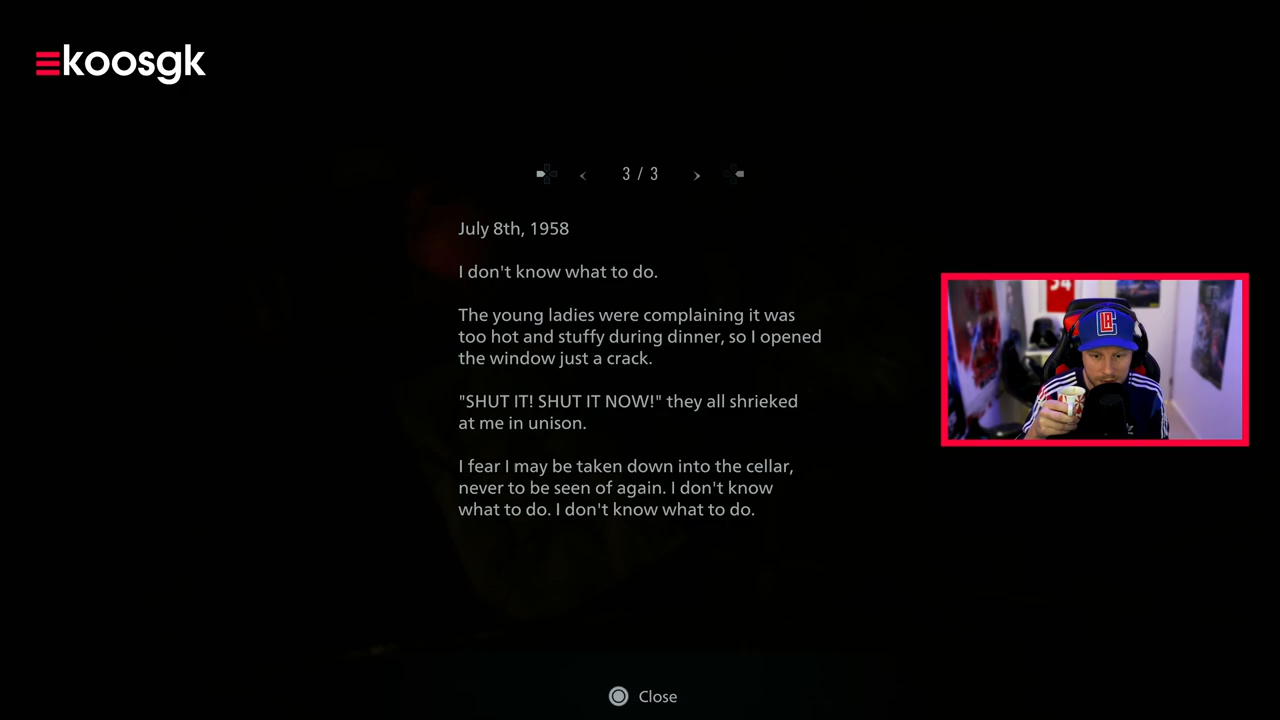 koosgk
3 / 3
July 8th, 1958
I don't know what to do.
The young ladies were complaining it was
too hot and stuffy during dinner, so I opened
the window just a crack.
"SHUT IT! SHUT IT NOW!" they all shrieked
at me in unison.
I fear I may be taken down into the cellar,
never to be seen of again. I don't know
what to do. I don't know what to do.
Close